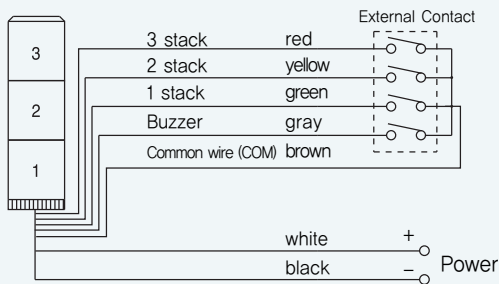 External Contact
3 stack red
2 stack yellow
1 stack green
Buzzer gray
Common wire (COM) brown
3
2
1
white +
black – Power